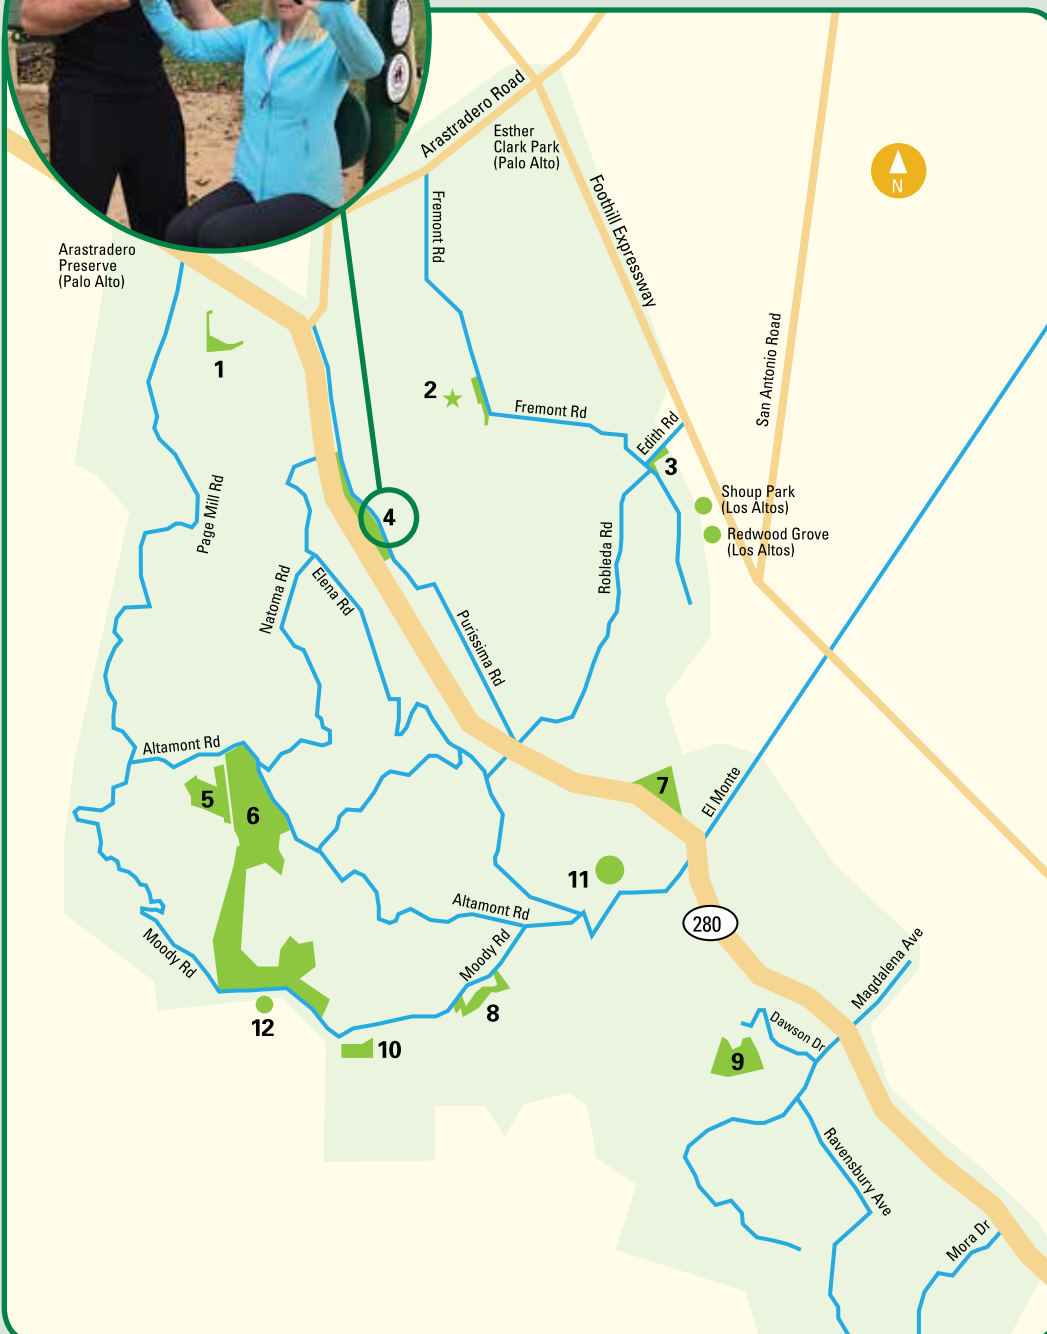 Arastradero Road
Esther
Clark Park
(Palo Alto)
Foothill Expressway
N
Fremont Rd
Arastradero
Preserve
(Palo Alto)
1
2
Fremont Rd
San Antonio Road
Edith Rd
3
Page Mill Rd
4
Shoup Park
(Los Altos)
Redwood Grove
(Los Altos)
Robleda Rd
Natoma Rd
Elena Rd
Purissima Rd
Altamont Rd
5
6
7
El Monte
11
280
Altamont Rd
Moody Rd
Moody Rd
Magdalena Ave
12
8
10
Dawson Dr
9
Ravensbury Ave
Mora Dr